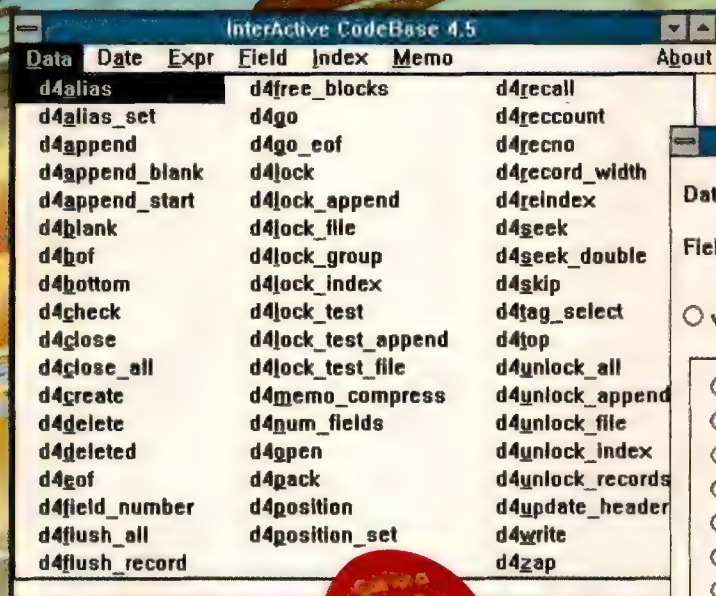 InterActive CodeBase 4.5
Data Date Expr Field Index Memo About
d4alias d4free_blocks d4recall
d4alias_set d4go d4reccount
d4append d4go_eof d4recno
d4append_blank d4lock d4record_width
d4append_start d4lock_append d4reindex
d4blank d4lock_file d4seek
d4bof d4lock_group d4seek_double
d4bottom d4lock_index d4skip
d4check d4lock_test d4tag_select
d4close d4lock_test_append d4top
d4close_all d4lock_test_file d4unlock_all
d4create d4memo_compress d4unlock_append
d4delete d4num_fields d4unlock_file
d4deleted d4open d4unlock_index
d4eof d4pack d4unlock_records
d4field_number d4position d4update_header
d4flush_all d4position_set d4write
d4flush_record d4zap
Dat
Fiel